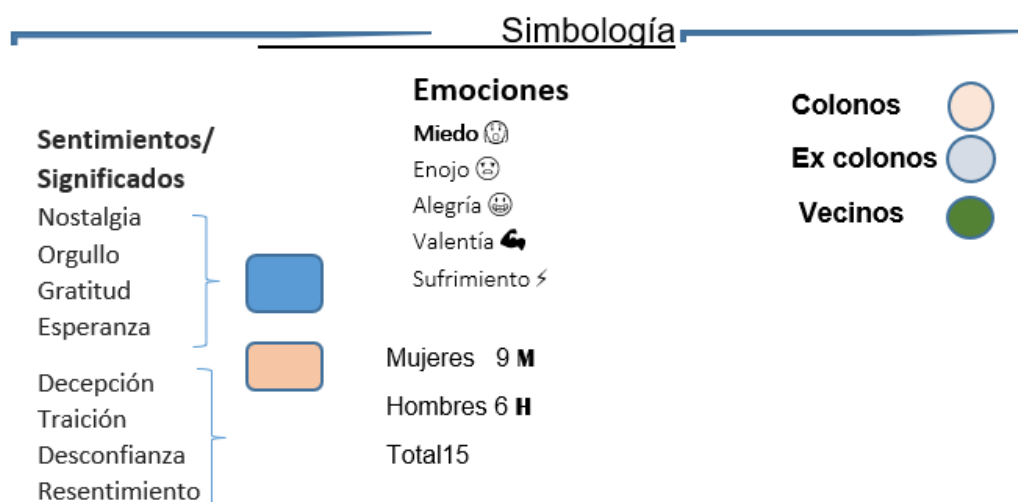 Simbología
Sentimientos/
Significados
Nostalgia
Orgullo
Gratitud
Esperanza
Decepción
Traición
Desconfianza
Resentimiento
Emociones
Miedo
Enojo
Alegría
Valentía
Sufrimiento
Mujeres 9 M
Hombres 6 H
Total15
Colonos
Ex colonos
Vecinos